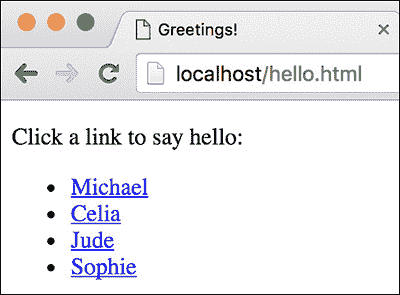 Greetings!
localhost/hello.html
Click a link to say hello:
Michael
Celia
Jude
Sophie